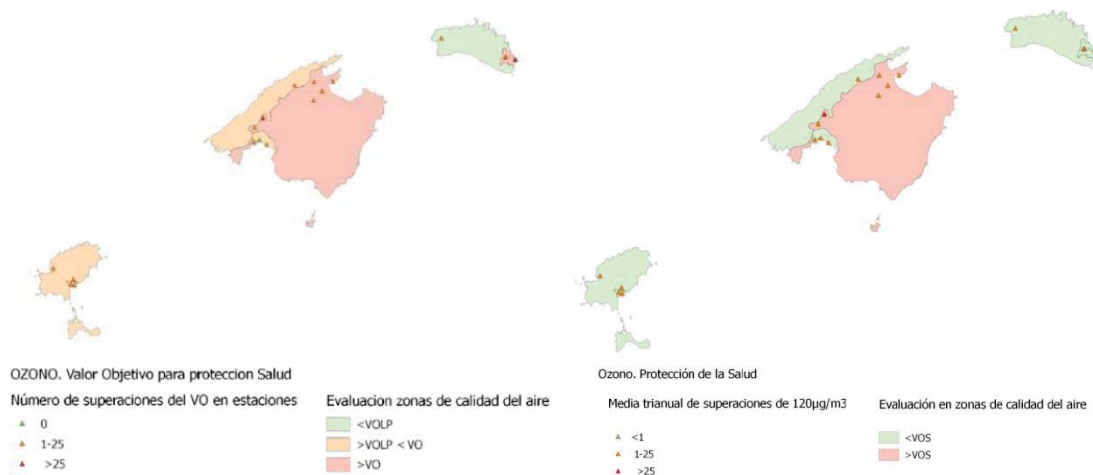 OZONO. Valor Objetivo para proteccion Salud
Número de superaciones del VO en estaciones
0
1-25
>25
Evaluacion zonas de calidad del aire
<VOLP
>VOLP < VO
>VO
Ozono. Protección de la Salud
Media trianual de superaciones de 120µg/m3
<1
1-25
>25
Evaluación en zonas de calidad del aire
<VOS
>VOS